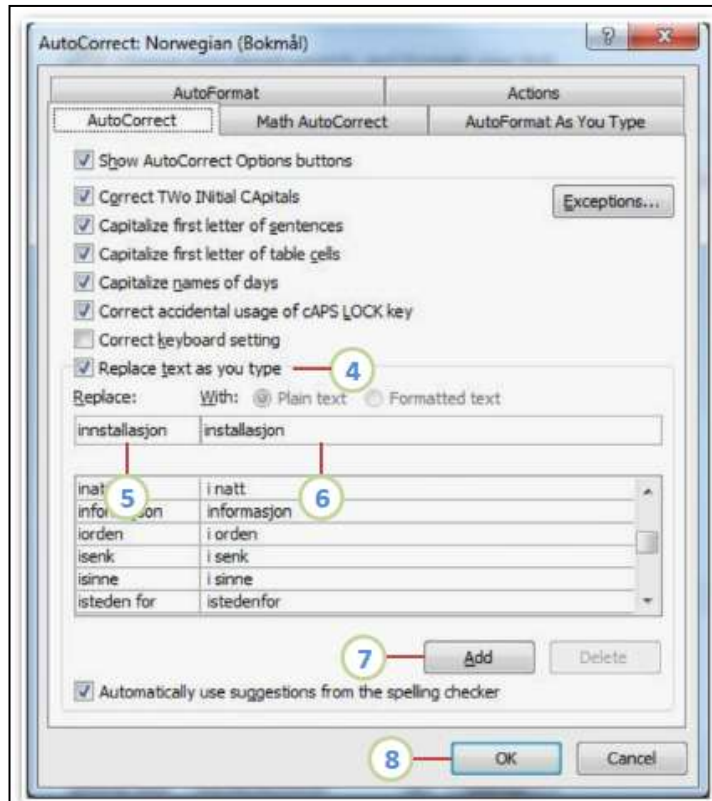 AutoCorrect: Norwegian (Bokmål)
AutoFormat Actions
AutoCorrect Math AutoCorrect AutoFormat As You Type
Show AutoCorrect Options buttons
Correct TWo INitial CApitals Exceptions...
Capitalize first letter of sentences
Capitalize first letter of table cells
Capitalize names of days
Correct accidental usage of cAPS LOCK key
Correct keyboard setting
Replace text as you type 4
Replace: With: Plain text Formatted text
innstallasjon installasjon
5 6
i natt
informasjon
iorden i orden
isenk i senk
isinne i sinne
isteden for istedenfor
7 Add Delete
Automatically use suggestions from the spelling checker
8 OK Cancel